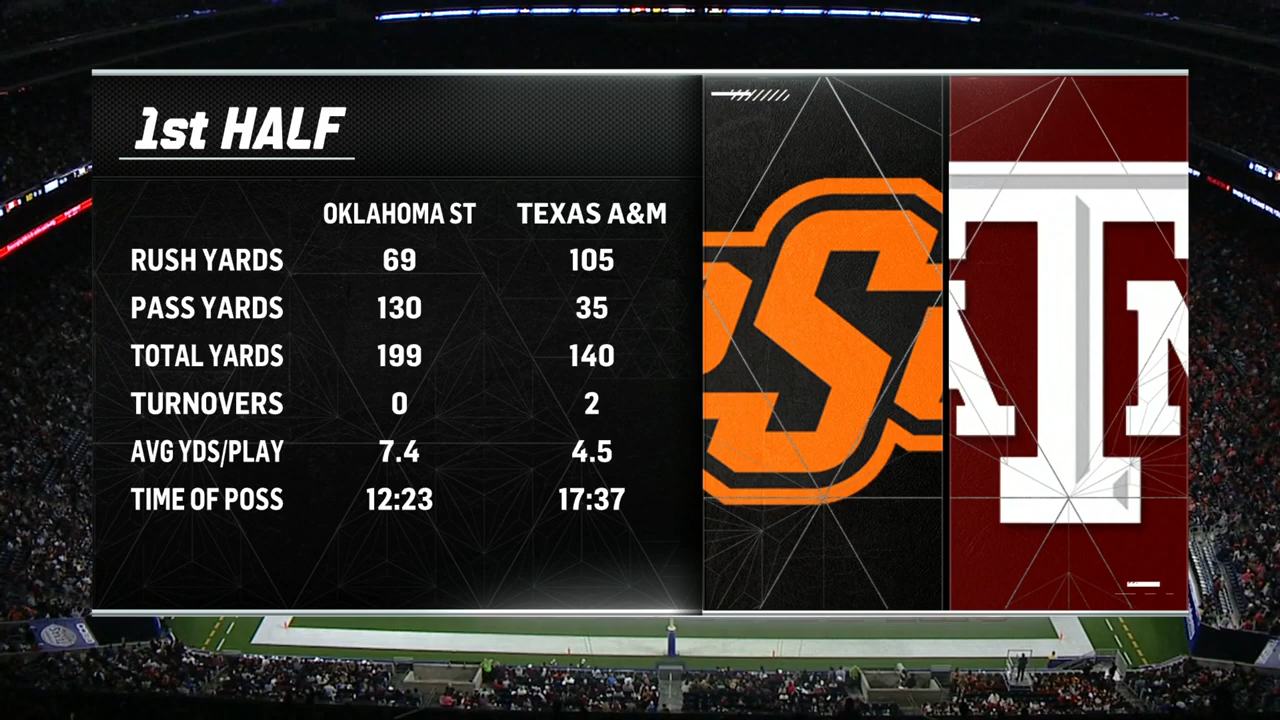 1st HALF
OKLAHOMA ST TEXAS A&M
RUSH YARDS 69 105
PASS YARDS 130 35
TOTAL YARDS 199 140
TURNOVERS 0 2
AVG YDS/PLAY 7.4 4.5
TIME OF POSS 12:23 17:37